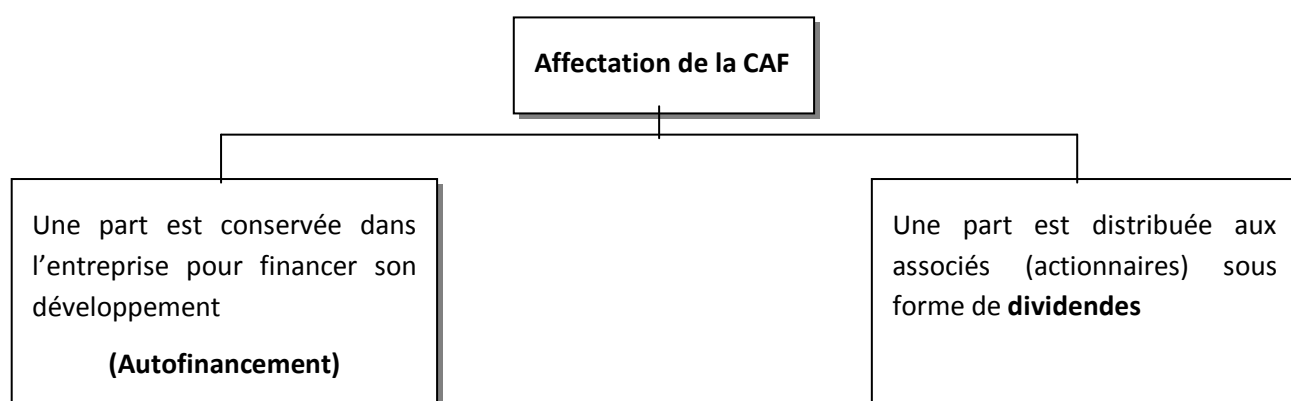 Affectation de la CAF
Une part est conservée dans
l’entreprise pour financer son
développement
(Autofinancement)
Une part est distribuée aux
associés (actionnaires) sous
forme de dividendes